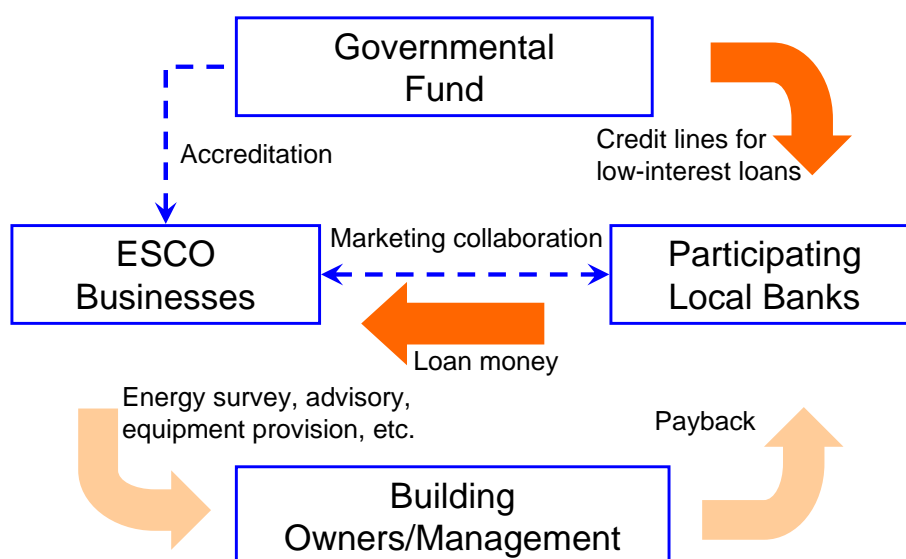 Governmental
Fund
Credit lines for
low-interest loans
Accreditation
ESCO
Businesses
Marketing collaboration
Participating
Local Banks
Loan money
Energy survey, advisory,
equipment provision, etc.
Payback
Building
Owners/Management